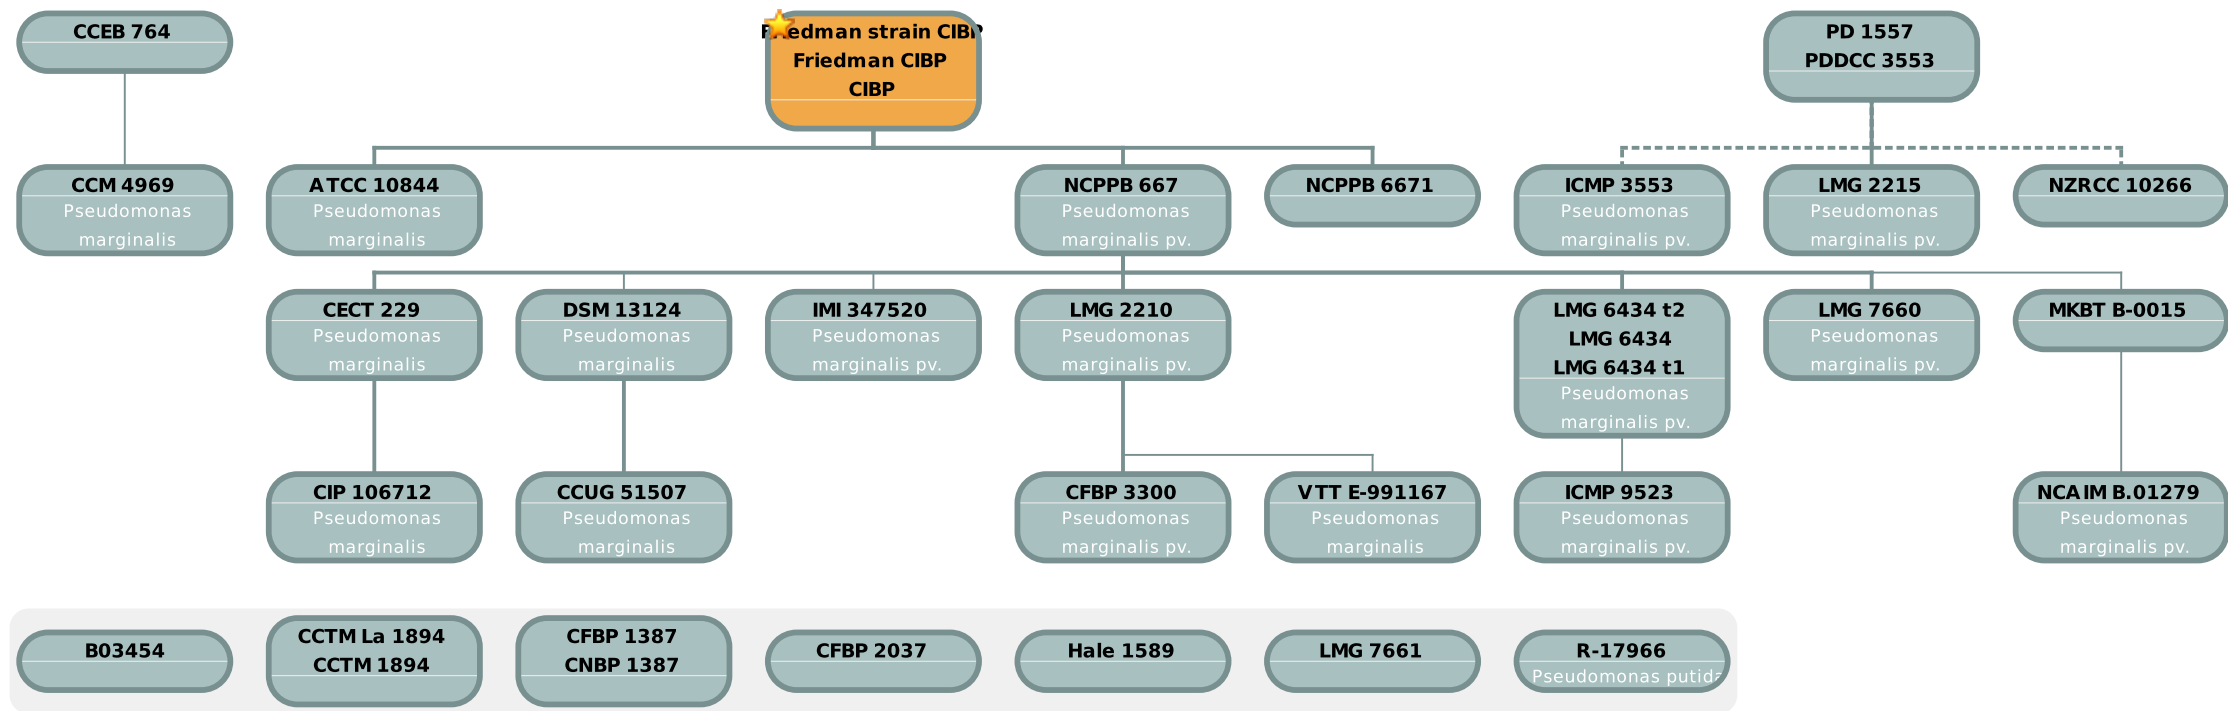 CCEB 764
Friedman strain CIBP
Friedman CIBP
CIBP
PD 1557
PDDCC 3553
CCM 4969
Pseudomonas
marginalis
ATCC 10844
Pseudomonas
marginalis
NCPPB 667
Pseudomonas
marginalis pv.
NCPPB 6671
ICMP 3553
Pseudomonas
marginalis pv.
LMG 2215
Pseudomonas
marginalis pv.
NZRCC 10266
CECT 229
Pseudomonas
marginalis
DSM 13124
Pseudomonas
marginalis
IMI 347520
Pseudomonas
marginalis pv.
LMG 2210
Pseudomonas
marginalis pv.
LMG 6434 t2
LMG 6434
LMG 6434 t1
Pseudomonas
marginalis pv.
LMG 7660
Pseudomonas
marginalis pv.
MKBT B-0015
CIP 106712
Pseudomonas
marginalis
CCUG 51507
Pseudomonas
marginalis
CFBP 3300
Pseudomonas
marginalis pv.
VTT E-991167
Pseudomonas
marginalis
ICMP 9523
Pseudomonas
marginalis pv.
NCAIM B.01279
Pseudomonas
marginalis pv.
B03454
CCTM La 1894
CCTM 1894
CFBP 1387
CNBP 1387
CFBP 2037
Hale 1589
LMG 7661
R-17966
Pseudomonas putida